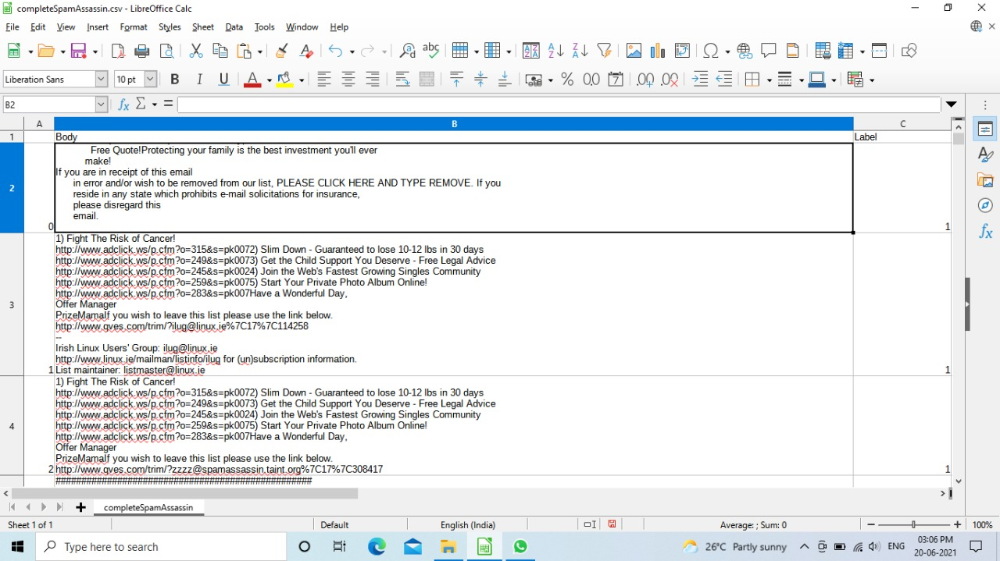 completeSpamAssassin.csv - LibreOffice Calc
File Edit View Insert Format Styles Sheet Data Tools Window Help
Liberation Sans 10 pt B I U A
B2
A B C
1 Body Label
Free Quote!Protecting your family is the best investment you'll ever
make!
If you are in receipt of this email
in error and/or wish to be removed from our list, PLEASE CLICK HERE AND TYPE REMOVE. If you
2 reside in any state which prohibits e-mail solicitations for insurance,
please disregard this
email.
0 1
1) Fight The Risk of Cancer!
http://www.adclick.ws/p.cfm?o=315&s=pk0072) Slim Down - Guaranteed to lose 10-12 lbs in 30 days
http://www.adclick.ws/p.cfm?o=249&s=pk0073) Get the Child Support You Deserve - Free Legal Advice
http://www.adclick.ws/p.cfm?o=245&s=pk0024) Join the Web's Fastest Growing Singles Community
http://www.adclick.ws/p.cfm?o=259&s=pk0075) Start Your Private Photo Album Online!
http://www.adclick.ws/p.cfm?o=283&s=pk007Have a Wonderful Day,
3 Offer Manager
PrizeMamaIf you wish to leave this list please use the link below.
http://www.qves.com/trim/?ilug@linux.ie%7C17%7C114258
--
Irish Linux Users' Group: ilug@linux.ie
http://www.linux.ie/mailman/listinfo/ilug for (un)subscription information.
1 List maintainer: listmaster@linux.ie 1
1) Fight The Risk of Cancer!
http://www.adclick.ws/p.cfm?o=315&s=pk0072) Slim Down - Guaranteed to lose 10-12 lbs in 30 days
http://www.adclick.ws/p.cfm?o=249&s=pk0073) Get the Child Support You Deserve - Free Legal Advice
http://www.adclick.ws/p.cfm?o=245&s=pk0024) Join the Web's Fastest Growing Singles Community
4 http://www.adclick.ws/p.cfm?o=259&s=pk0075) Start Your Private Photo Album Online!
http://www.adclick.ws/p.cfm?o=283&s=pk007Have a Wonderful Day,
Offer Manager
PrizeMamaIf you wish to leave this list please use the link below.
2 http://www.qves.com/trim/?zzzz@spamassassin.taint.org%7C17%7C308417 1
##################################################
completeSpamAssassin
Sheet 1 of 1 Default English (India) Average: ; Sum: 0 100%
Type here to search 26°C Partly sunny ENG 03:06 PM
20-06-2021